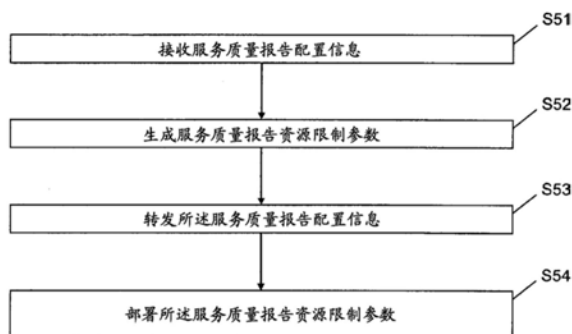 S51
接收服务质量报告配置信息
S52
生成服务质量报告资源限制参数
S53
转发所述服务质量报告配置信息
S54
部署所述服务质量报告资源限制参数